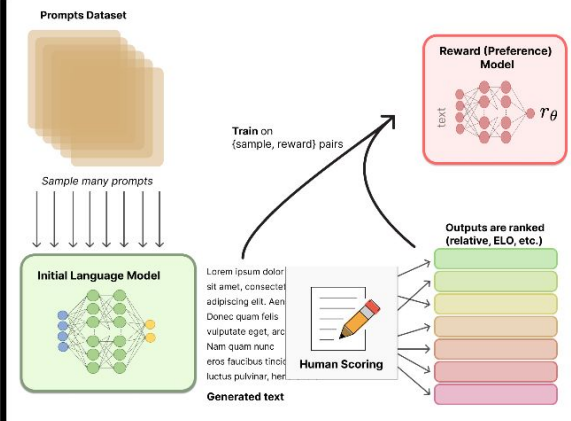 Prompts Dataset
Reward (Preference)
Model
text
rθ
Train on
{sample, reward} pairs
Sample many prompts
Outputs are ranked
(relative, ELO, etc.)
Initial Language Model
Lorem ipsum dolor
sit amet, consectet
adipiscing elit. Aen
Donec quam felis
vulputate eget, arc
Nam quam nunc
eros faucibus tincid
luctus pulvinar, her
Human Scoring
Generated text